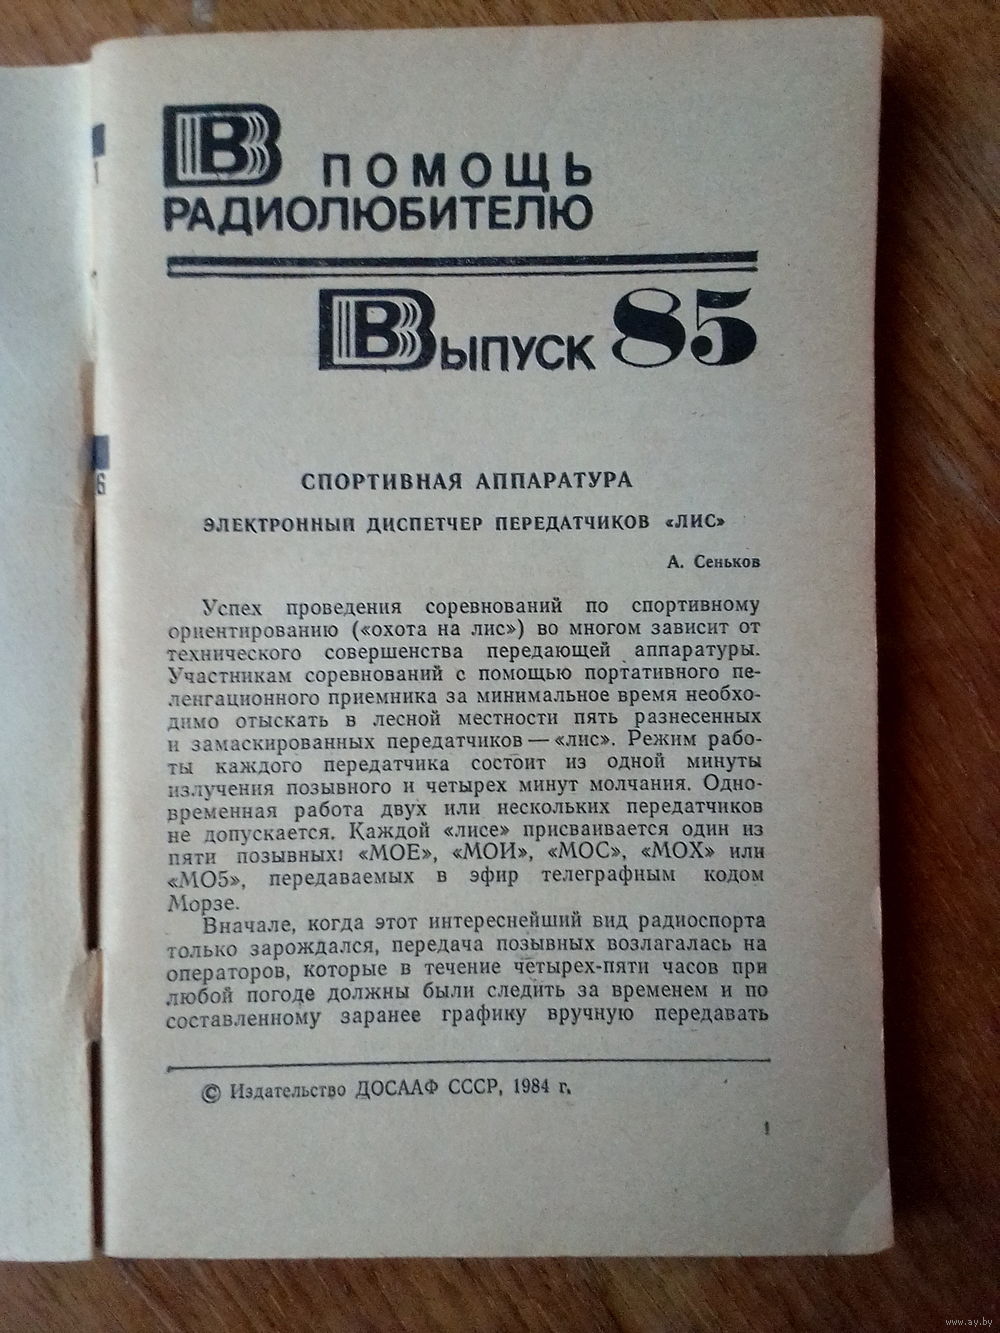 В ПОМОЩЬ
РАДИОЛЮБИТЕЛЮ
ВЫПУСК 85
СПОРТИВНАЯ АППАРАТУРА
ЭЛЕКТРОННЫЙ ДИСПЕТЧЕР ПЕРЕДАТЧИКОВ «ЛИС»
А. Сеньков
Успех проведения соревнований по спортивному
ориентированию («охота на лис») во многом зависит от
технического совершенства передающей аппаратуры.
Участникам соревнований с помощью портативного пе-
ленгационного приемника за минимальное время необхо-
димо отыскать в лесной местности пять разнесенных
и замаскированных передатчиков — «лис». Режим рабо-
ты каждого передатчика состоит из одной минуты
излучения позывного и четырех минут молчания. Одно-
временная работа двух или нескольких передатчиков
не допускается. Каждой «лисе» присваивается один из
пяти позывных: «МОЕ», «МОИ», «МОС», «МОХ» или
«МО5», передаваемых в эфир телеграфным кодом
Морзе.
Вначале, когда этот интереснейший вид радиоспорта
только зарождался, передача позывных возлагалась на
операторов, которые в течение четырех-пяти часов при
любой погоде должны были следить за временем и по
составленному заранее графику вручную передавать
© Издательство ДОСААФ СССР, 1984 г.
1
6
www.ay.by